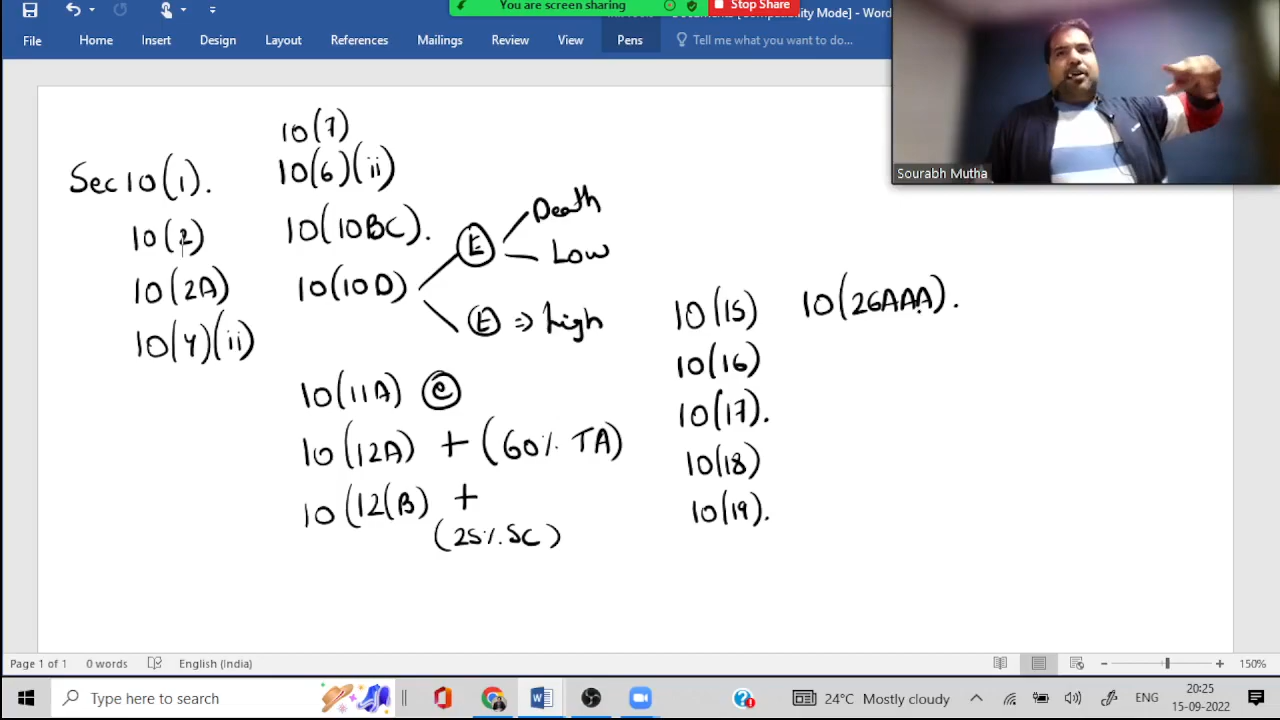 You are screen sharing
Stop Share
[Compatibility Mode] - Word
File Home Insert Design Layout References Mailings Review View Pens Tell me what you want to do...
Sourabh Mutha
Sec 10(1).
10(2)
10(2A)
10(4)(ii)
10(7)
10(6)(ii)
10(10BC).
10(10D)
E
Death
Low
E ⇒ high
10(11A) e
10(12A) + (60% TA)
10(12(B) +
(25% SC)
10(15)
10(16)
10(17).
10(18)
10(19).
10(26AAA).
Page 1 of 1 0 words English (India) 150%
Type here to search
24°C Mostly cloudy
ENG
20:25
15-09-2022